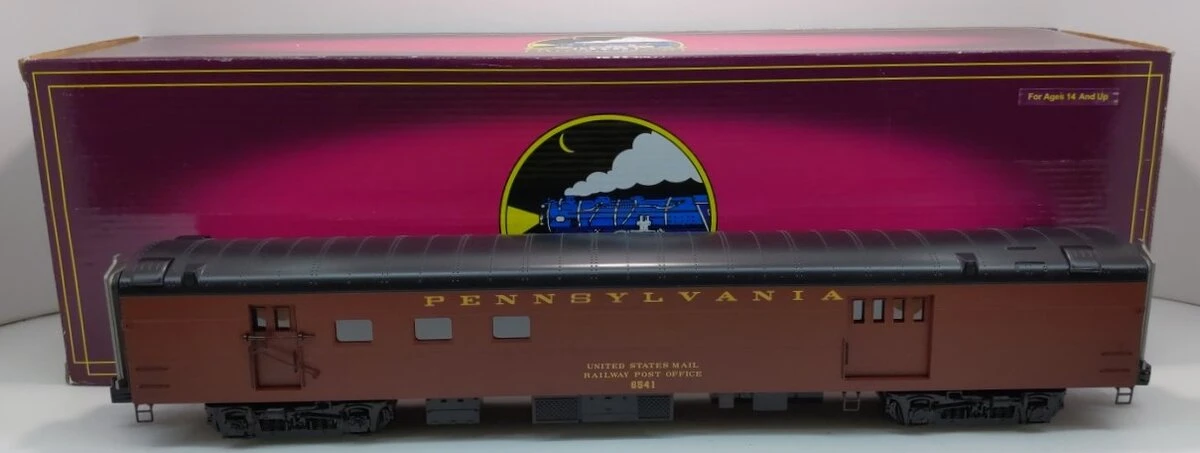 For Ages 14 And Up
PENNSYLVANIA
UNITED STATES MAIL
RAILWAY POST OFFICE
6541